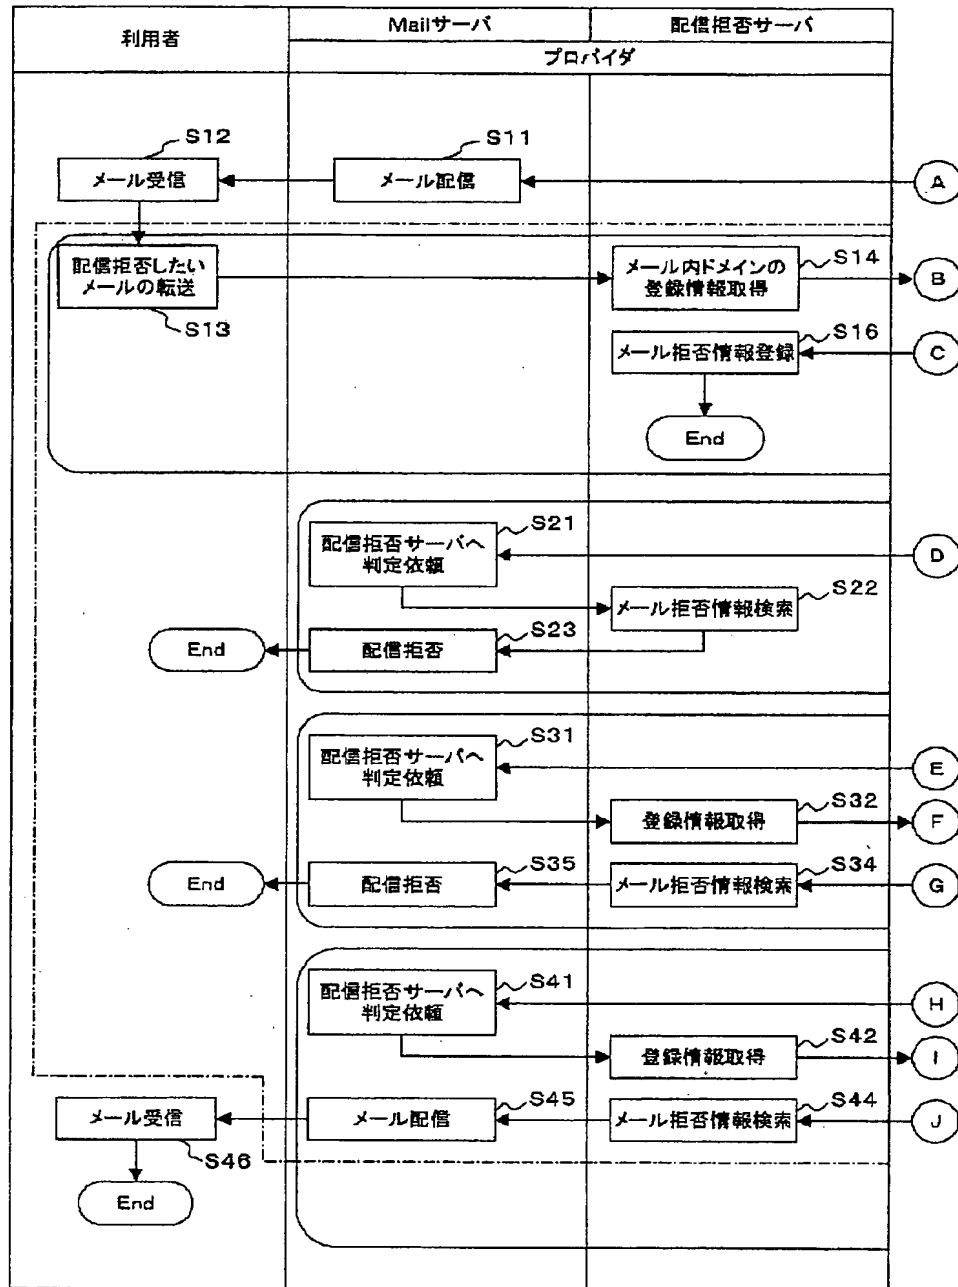 利用者
Mailサーバ
配信拒否サーバ
プロバイダ
S12
S11
メール受信
メール配信
A
配信拒否したい
メールの転送
S13
メール内ドメインの
登録情報取得
S14
B
S16
メール拒否情報登録
C
End
S21
配信拒否サーバへ
判定依頼
D
S22
メール拒否情報検索
S23
配信拒否
End
S31
配信拒否サーバへ
判定依頼
E
S32
登録情報取得
F
S35
S34
End
配信拒否
メール拒否情報検索
G
S41
配信拒否サーバへ
判定依頼
H
S42
登録情報取得
I
S45
S44
メール受信
メール配信
メール拒否情報検索
J
S46
End